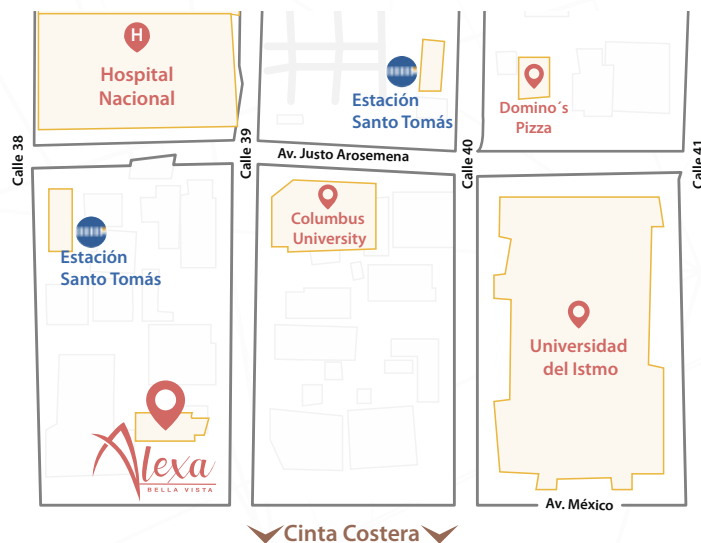 H
Hospital
Nacional
Estación
Santo Tomás
Domino´s
Pizza
Calle 38
Calle 39
Av. Justo Arosemena
Calle 40
Calle 41
Columbus
University
Estación
Santo Tomás
Universidad
del Istmo
Alexa
BELLA VISTA
Av. México
Cinta Costera